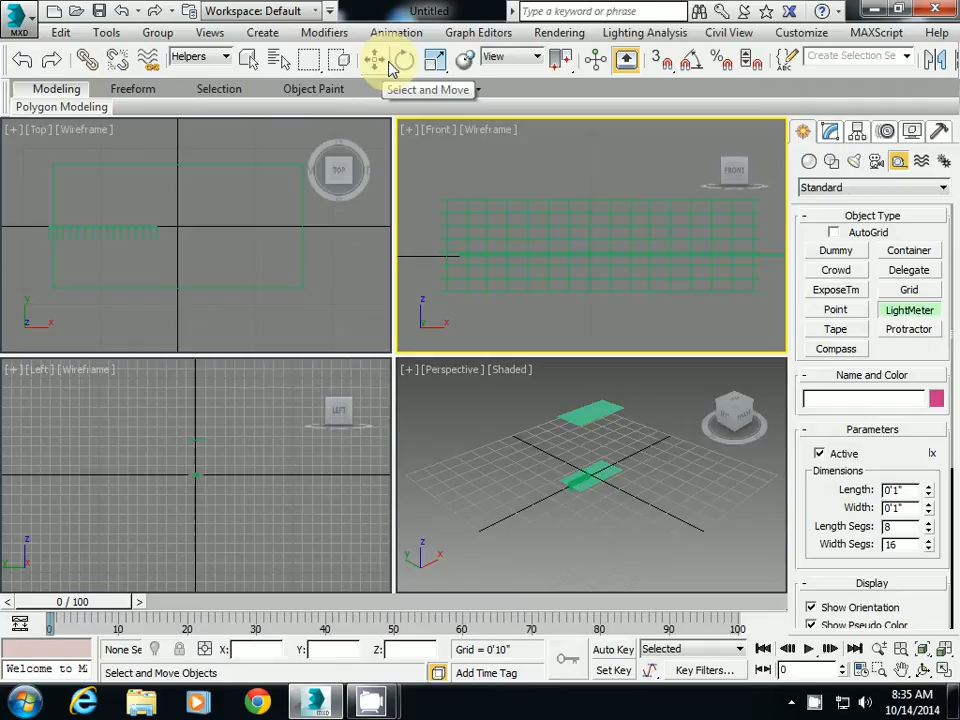 MXD Workspace: Default Untitled Type a keyword or phrase
Edit Tools Group Views Create Modifiers Animation Graph Editors Rendering Lighting Analysis Civil View Customize MAXScript Help
Helpers View 3 Create Selection Se
Modeling Freeform Selection Object Paint
Select and Move
Polygon Modeling
[+] [Top] [Wireframe]
TOP
y
z x
[+] [Front] [Wireframe]
FRONT
z
y x
[+] [Left] [Wireframe]
LEFT
z
y x
[+] [Perspective] [Shaded]
z
y x
Standard
- Object Type
AutoGrid
Dummy Container
Crowd Delegate
ExposeTm Grid
Point LightMeter
Tape Protractor
Compass
- Name and Color
- Parameters
Active lx
Dimensions
Length: 0'1"
Width: 0'1"
Length Segs: 8
Width Segs: 16
- Display
Show Orientation
Show Pseudo Color
< 0 / 100 >
0 10 20 30 40 50 60 70 80 90 100
None Se X: Y: Z: Grid = 0'10" Auto Key Selected
Welcome to M Select and Move Objects Add Time Tag Set Key Key Filters... 0
MXD
8:35 AM
10/14/2014